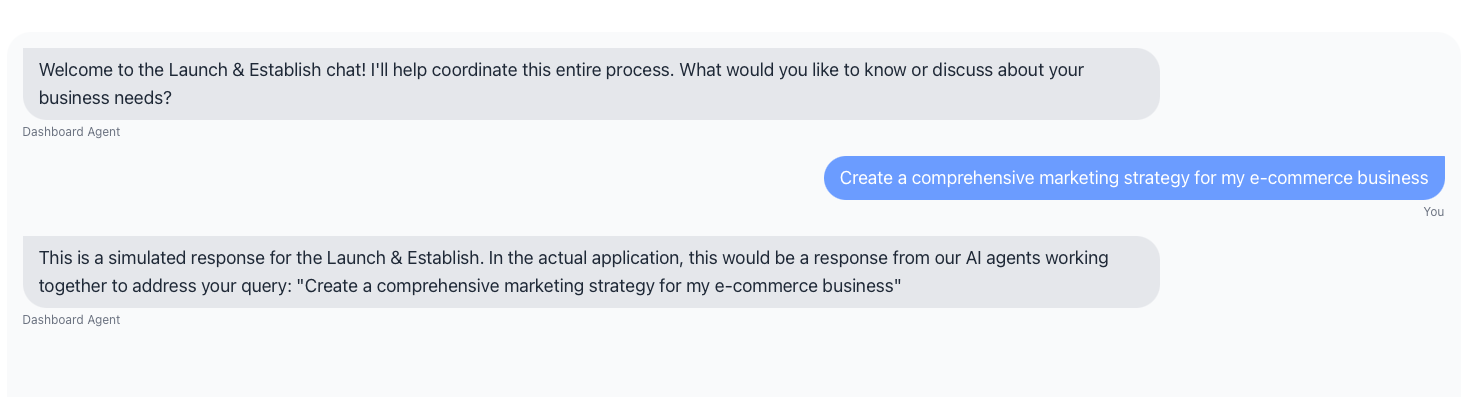 Welcome to the Launch & Establish chat! I'll help coordinate this entire process. What would you like to know or discuss about your
business needs?
Dashboard Agent
Create a comprehensive marketing strategy for my e-commerce business
You
This is a simulated response for the Launch & Establish. In the actual application, this would be a response from our AI agents working
together to address your query: "Create a comprehensive marketing strategy for my e-commerce business"
Dashboard Agent